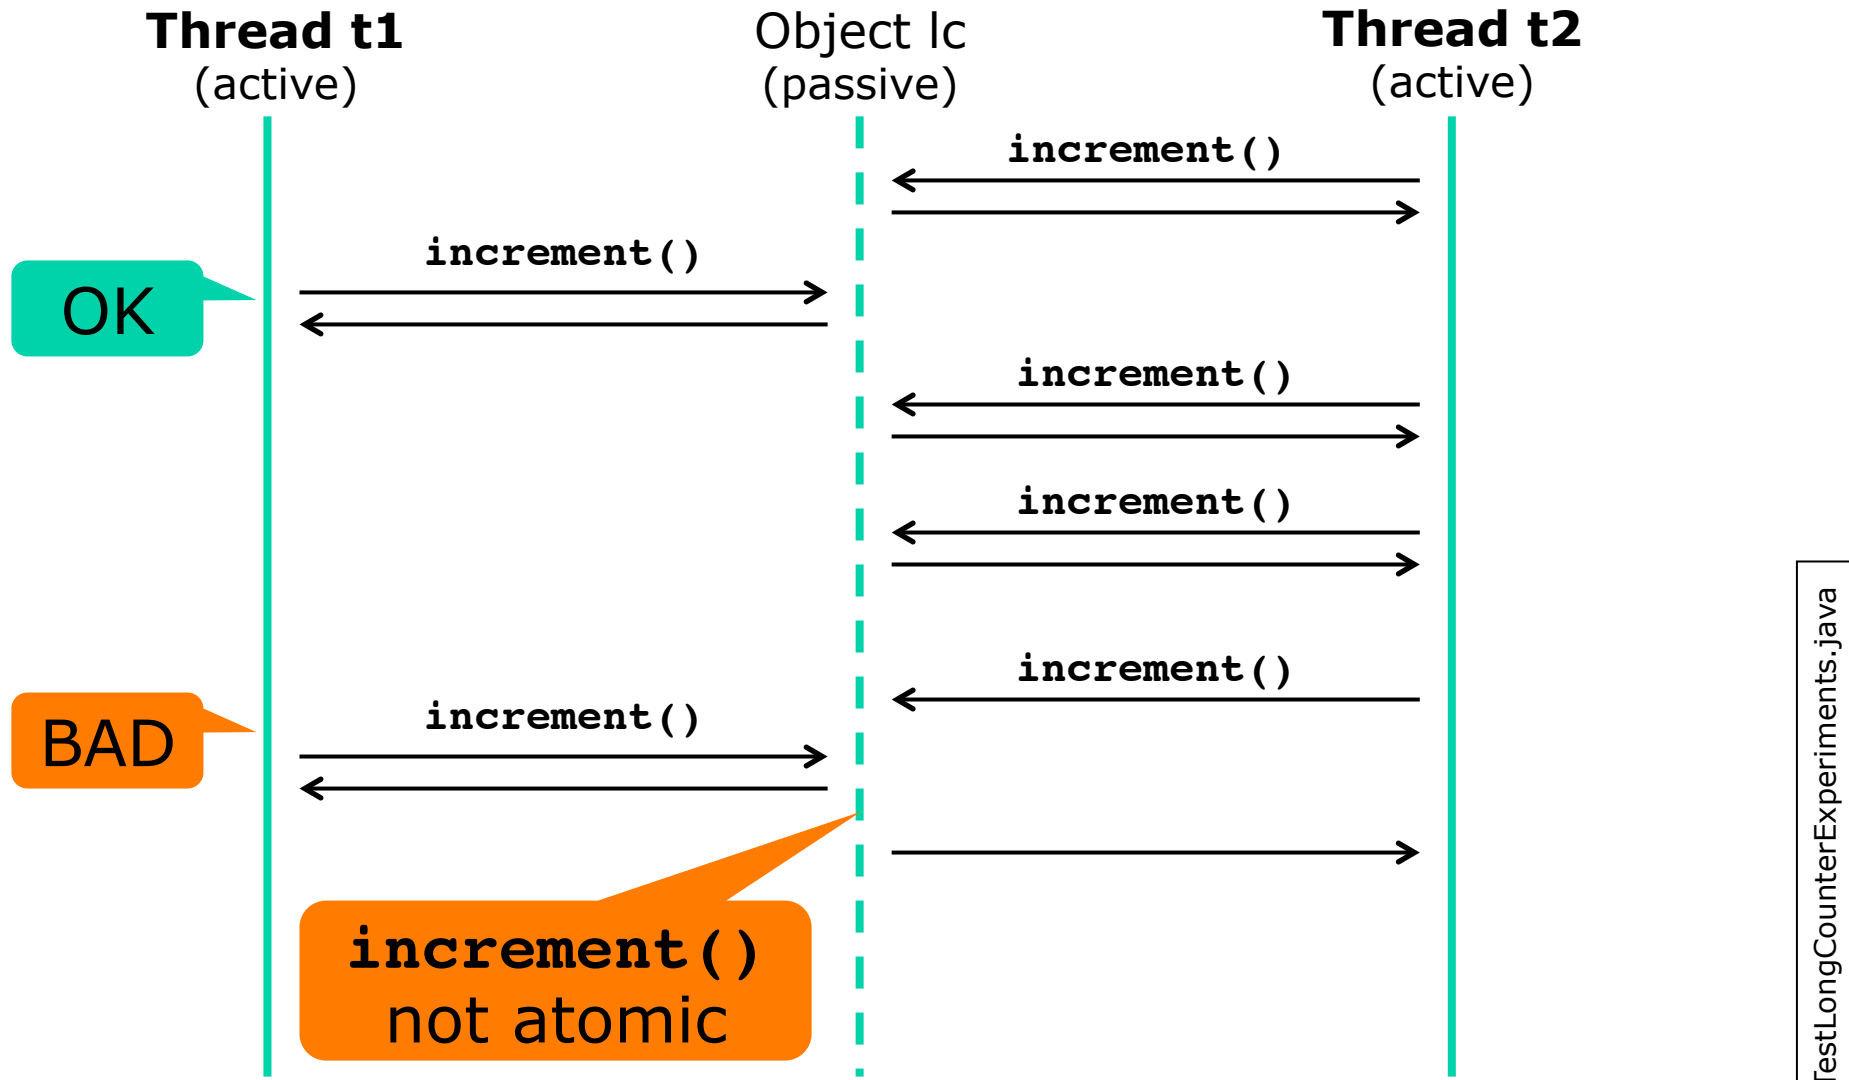 Thread t1
(active)
Object lc
(passive)
Thread t2
(active)
increment()
increment()
OK
increment()
increment()
increment()
increment()
BAD
increment()
not atomic
TestLongCounterExperiments.java